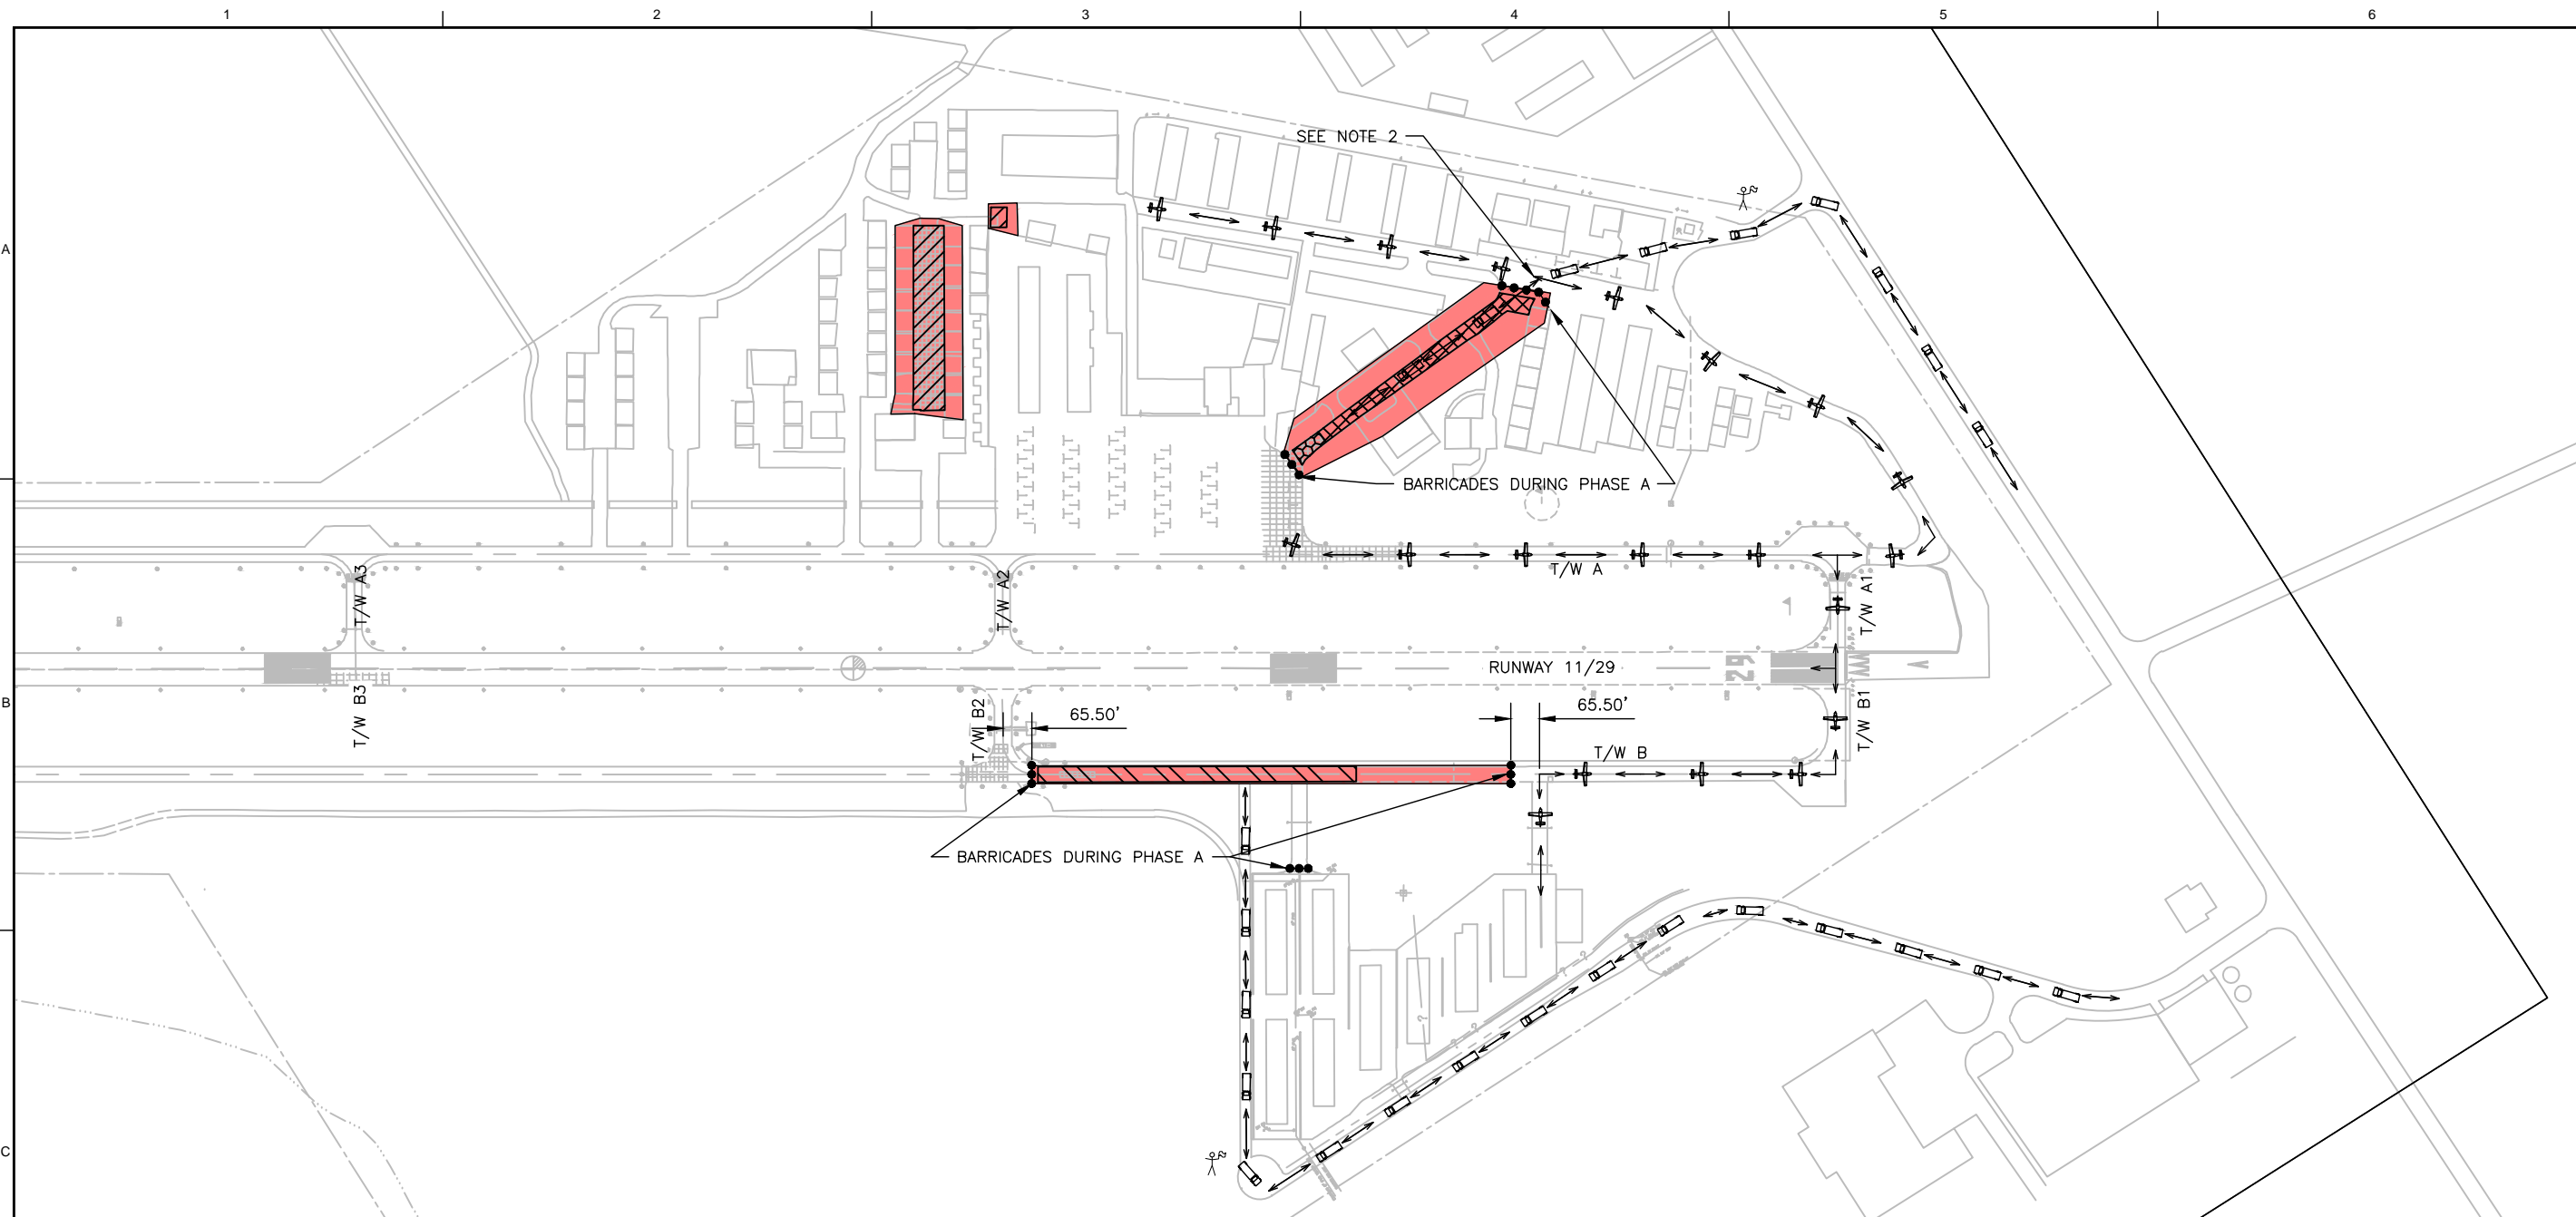 1 2 3 4 5 6
A
B
C
SEE NOTE 2
BARRICADES DURING PHASE A
T/W A
T/W A3
T/W A2
T/W A1
RUNWAY 11/29
29
T/W B3
T/W B2
65.50'
65.50'
T/W B1
T/W B
BARRICADES DURING PHASE A